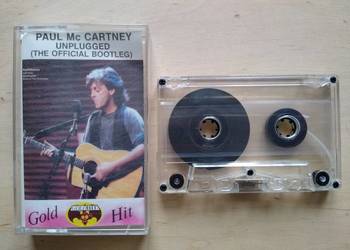 PAUL Mc CARTNEY
UNPLUGGED
(THE OFFICIAL BOOTLEG)
Gold Hit